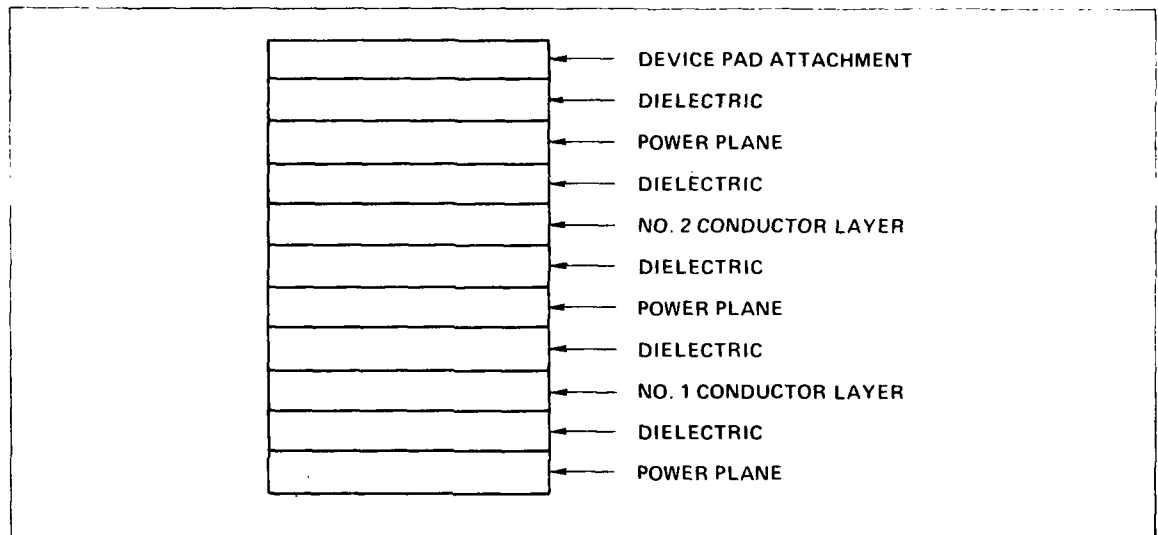 DEVICE PAD ATTACHMENT
DIELECTRIC
POWER PLANE
DIELECTRIC
NO. 2 CONDUCTOR LAYER
DIELECTRIC
POWER PLANE
DIELECTRIC
NO. 1 CONDUCTOR LAYER
DIELECTRIC
POWER PLANE